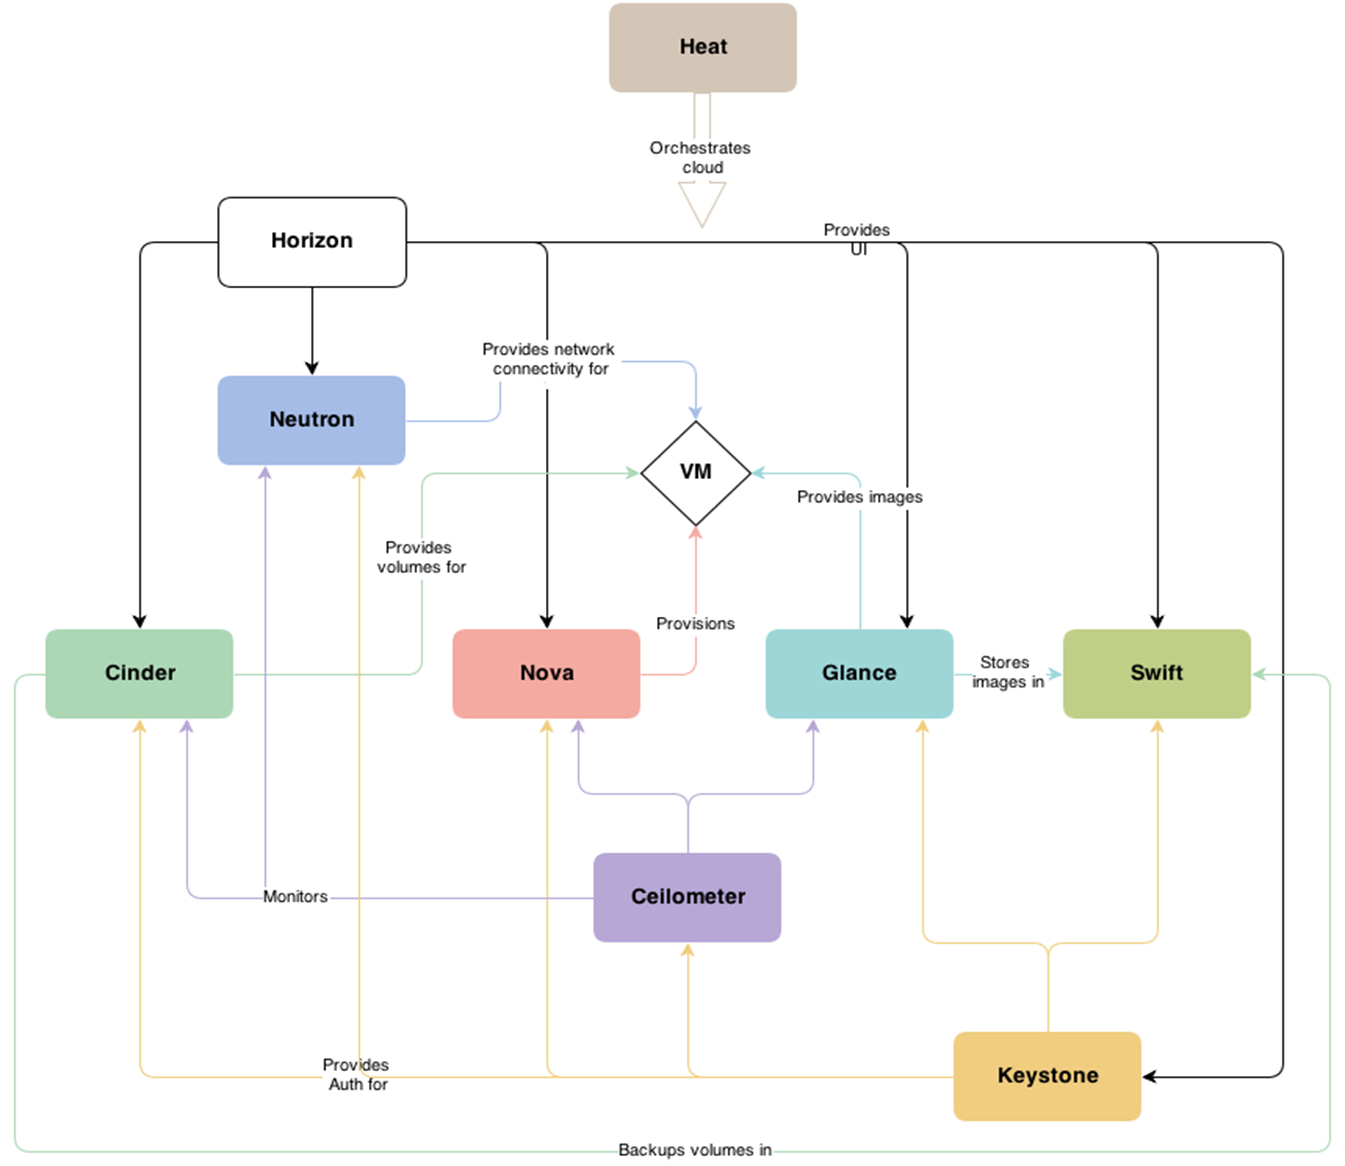 Heat
Orchestrates
cloud
Horizon
Provides
UI
Provides network
connectivity for
Neutron
VM
Provides images
Provides
volumes for
Provisions
Cinder
Nova
Glance
Stores
images in
Swift
Monitors
Ceilometer
Provides
Auth for
Keystone
Backups volumes in